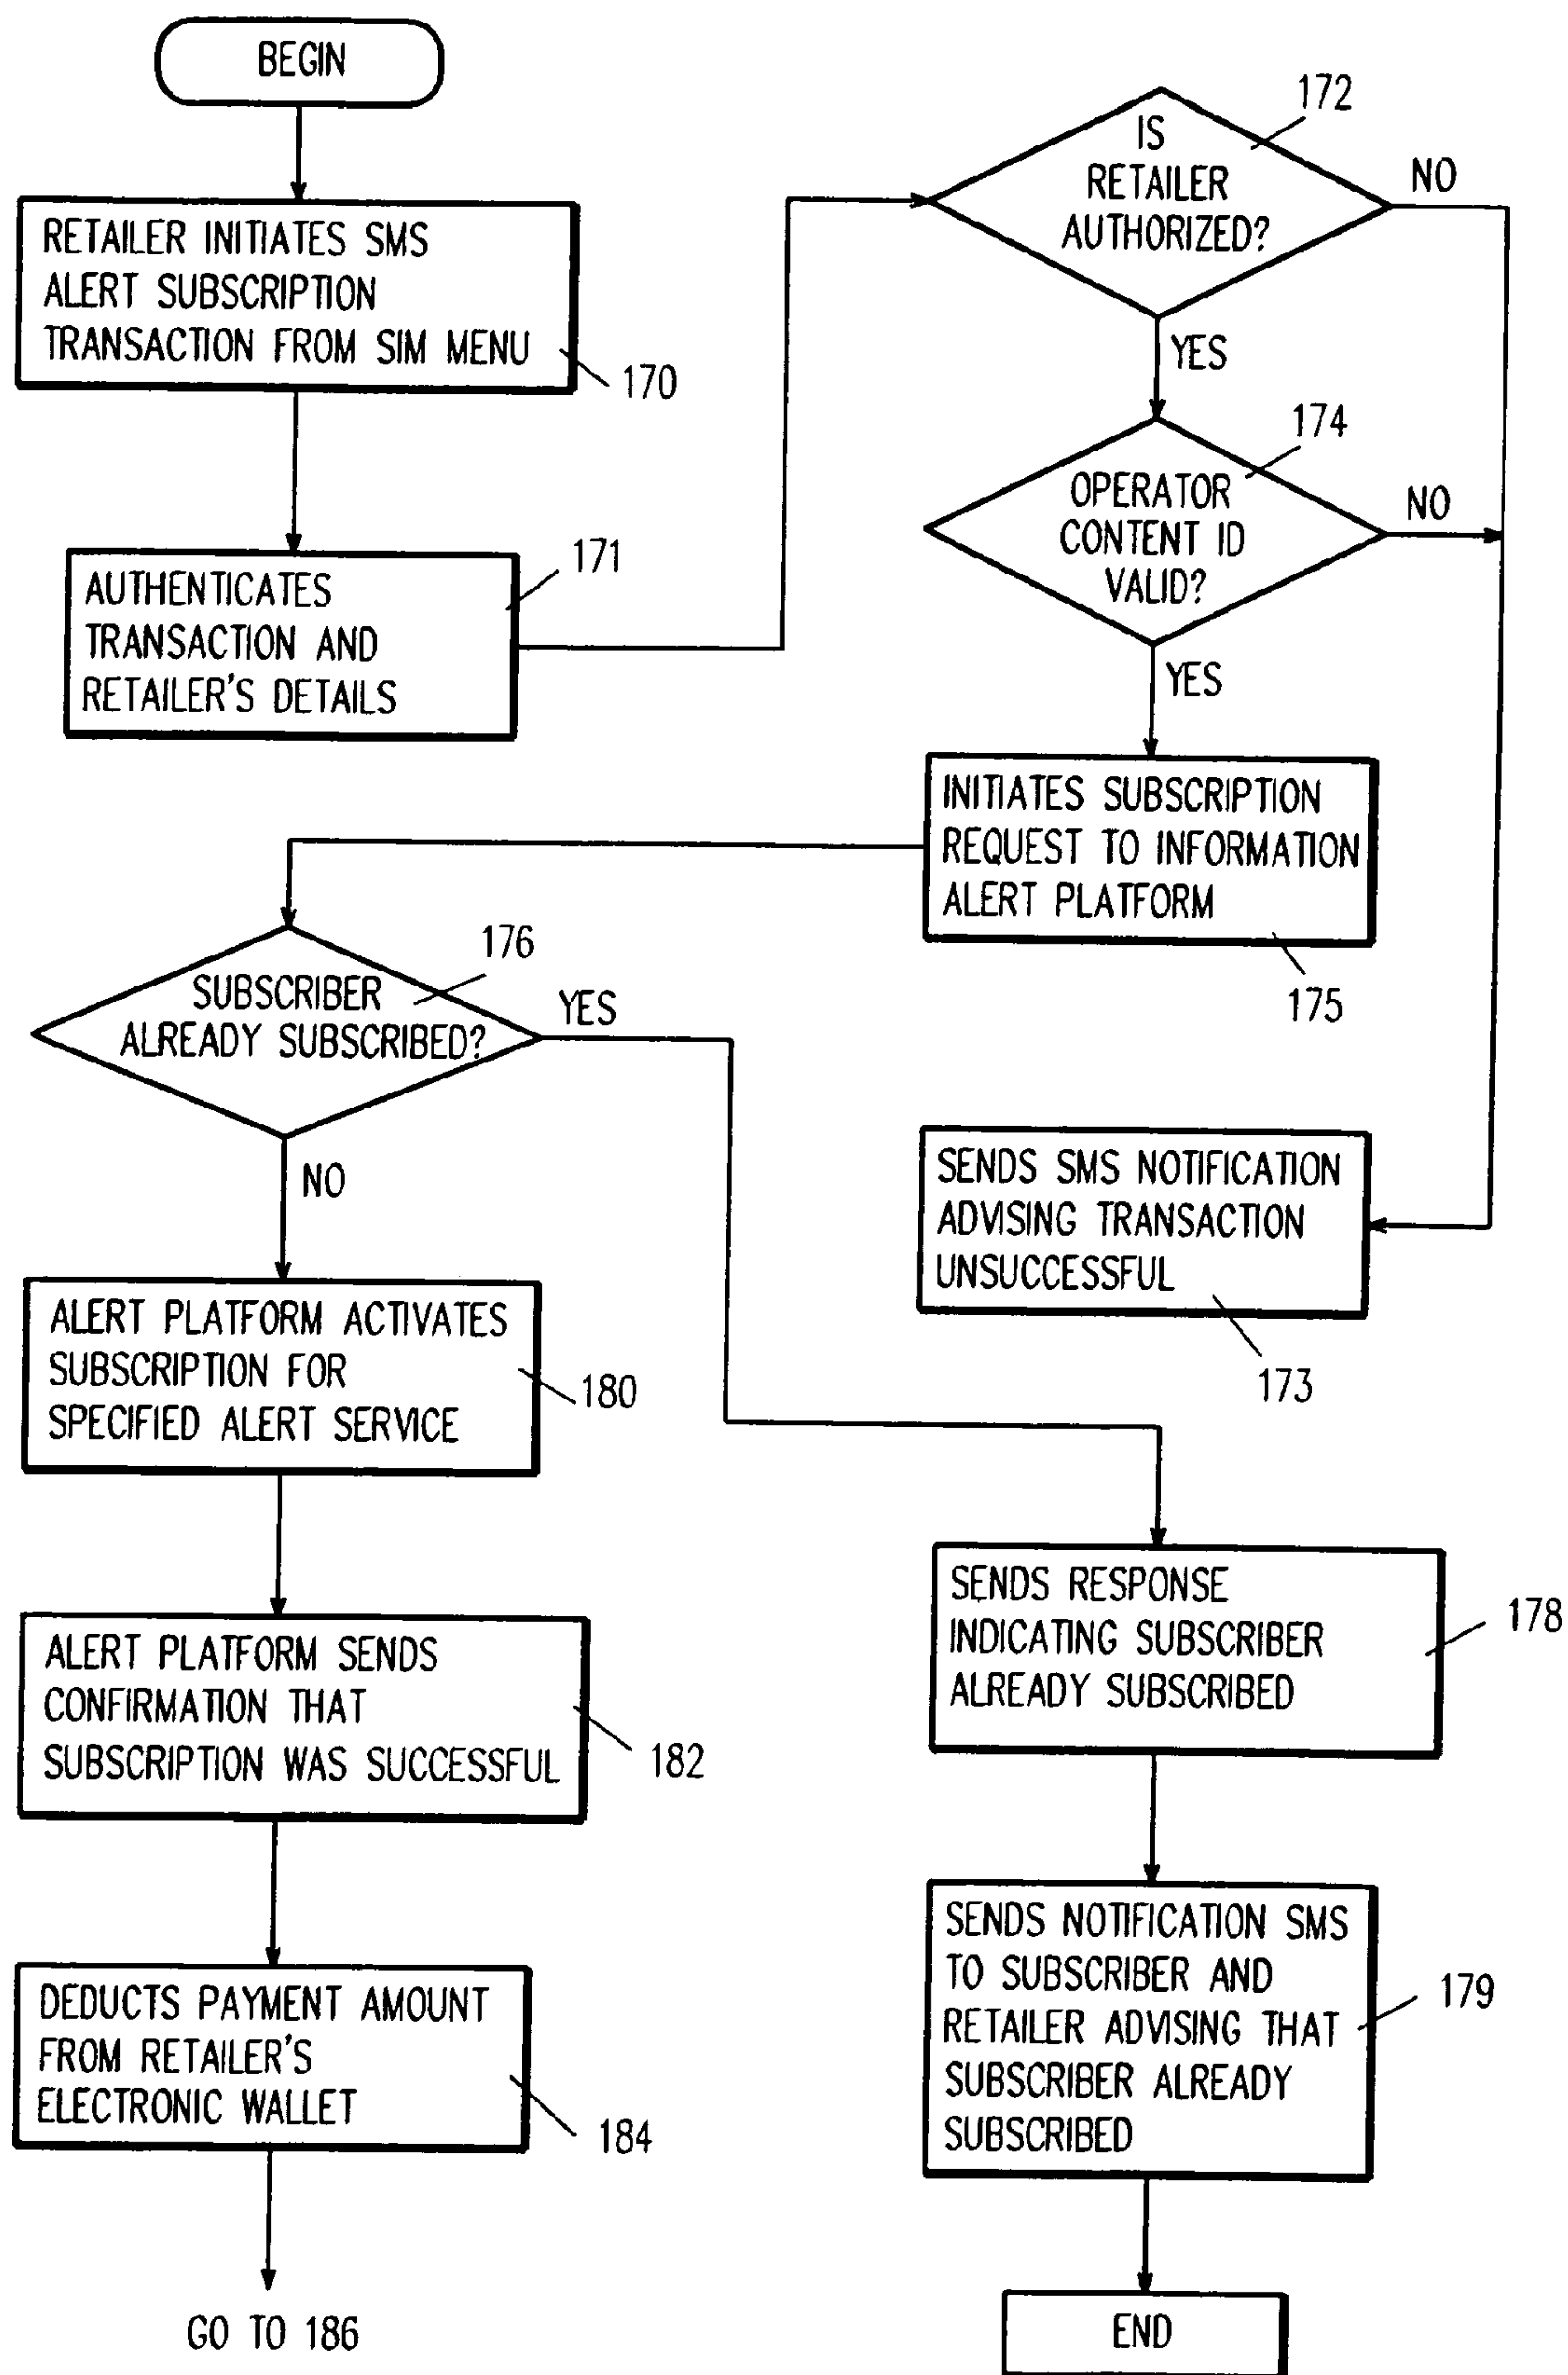 BEGIN
RETAILER INITIATES SMS
ALERT SUBSCRIPTION
TRANSACTION FROM SIM MENU
170
AUTHENTICATES
TRANSACTION AND
RETAILER'S DETAILS
171
IS
RETAILER
AUTHORIZED?
172
NO
YES
OPERATOR
CONTENT ID
VALID?
174
NO
YES
INITIATES SUBSCRIPTION
REQUEST TO INFORMATION
ALERT PLATFORM
175
SUBSCRIBER
ALREADY SUBSCRIBED?
176
YES
NO
SENDS SMS NOTIFICATION
ADVISING TRANSACTION
UNSUCCESSFUL
173
ALERT PLATFORM ACTIVATES
SUBSCRIPTION FOR
SPECIFIED ALERT SERVICE
180
ALERT PLATFORM SENDS
CONFIRMATION THAT
SUBSCRIPTION WAS SUCCESSFUL
182
DEDUCTS PAYMENT AMOUNT
FROM RETAILER'S
ELECTRONIC WALLET
184
GO TO 186
SENDS RESPONSE
INDICATING SUBSCRIBER
ALREADY SUBSCRIBED
178
SENDS NOTIFICATION SMS
TO SUBSCRIBER AND
RETAILER ADVISING THAT
SUBSCRIBER ALREADY
SUBSCRIBED
179
END